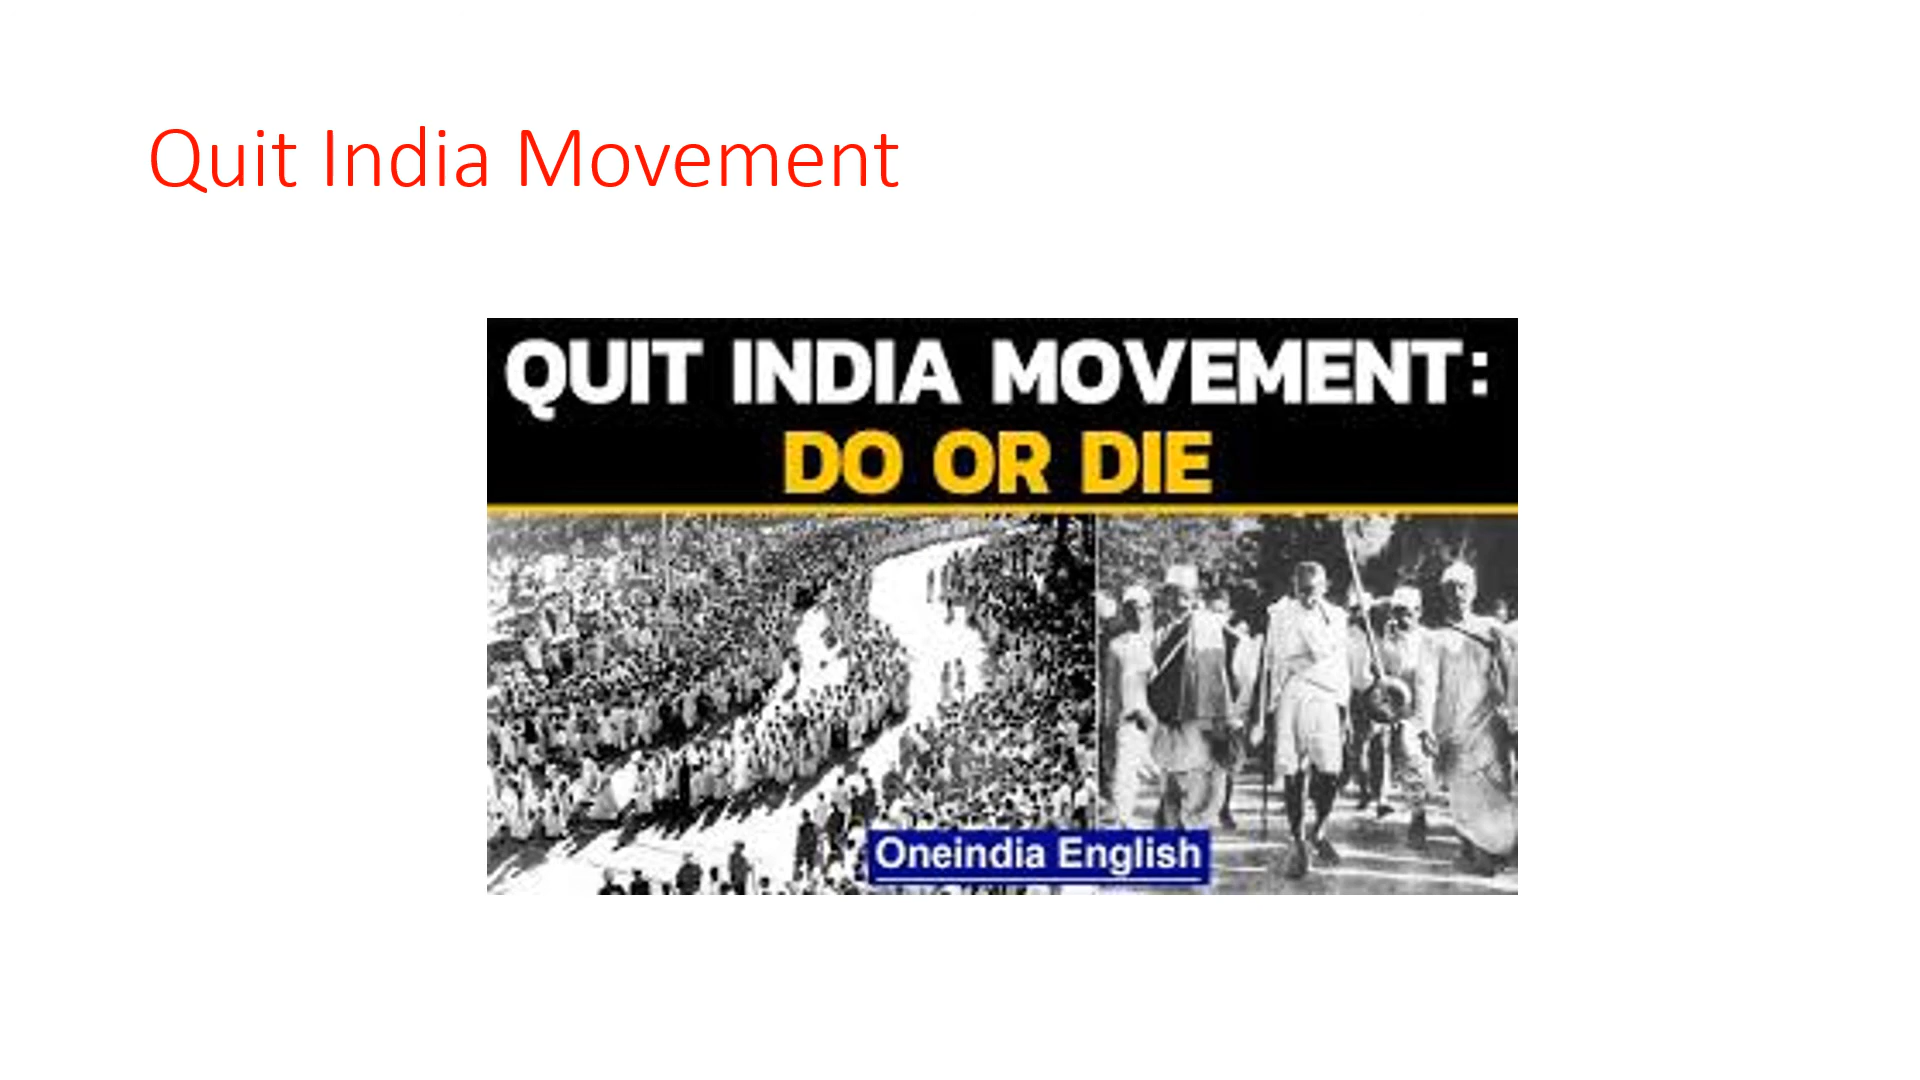 Quit India Movement
QUIT INDIA MOVEMENT:
DO OR DIE
Oneindia English